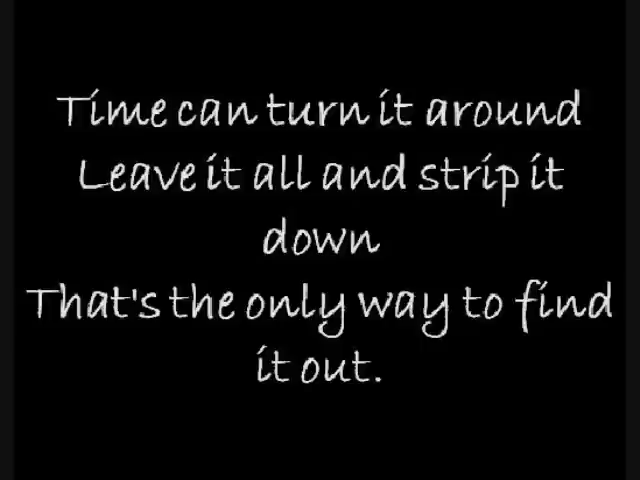 Time can turn it around
Leave it all and strip it
down
That's the only way to find
it out.